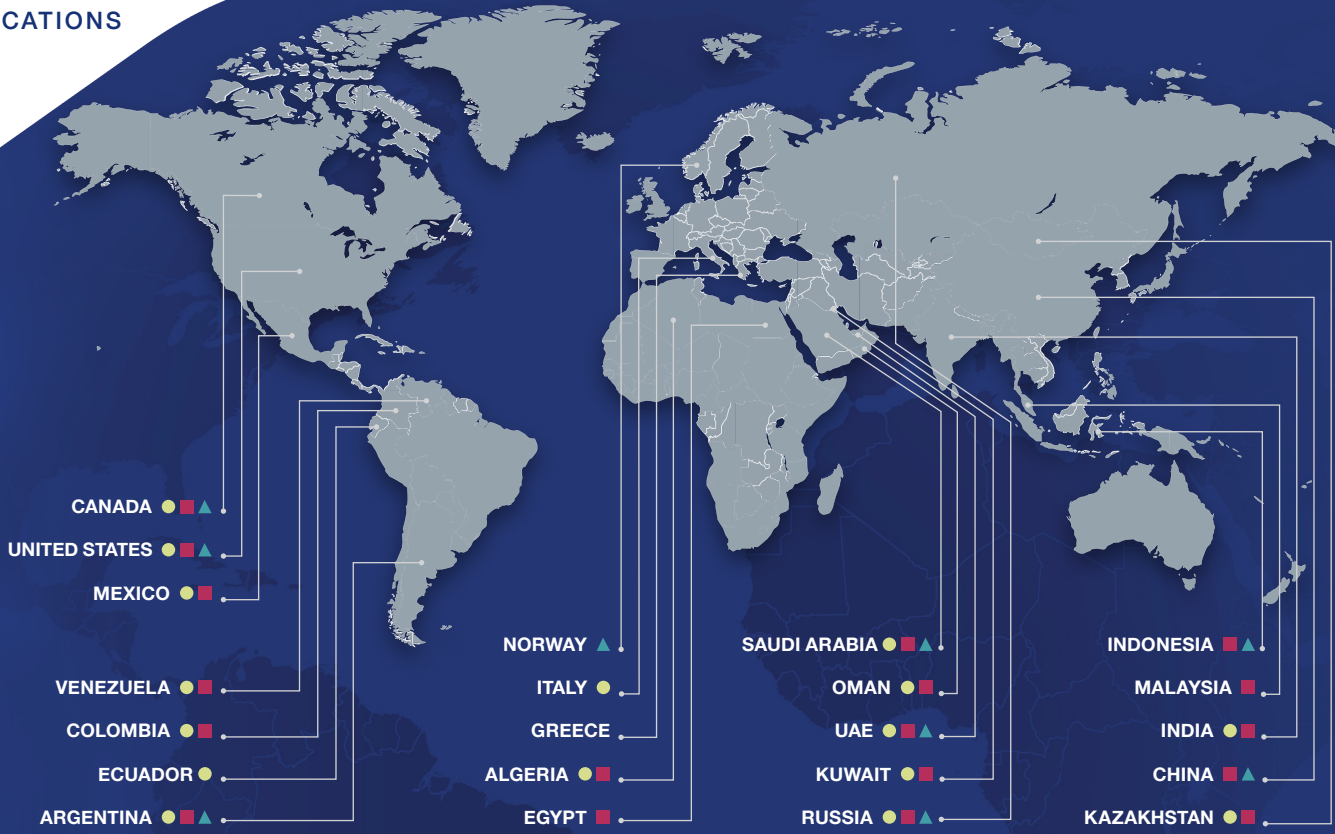 CATIONS
CANADA
UNITED STATES
MEXICO
VENEZUELA
COLOMBIA
ECUADOR
ARGENTINA
NORWAY
ITALY
GREECE
ALGERIA
EGYPT
SAUDI ARABIA
OMAN
UAE
KUWAIT
RUSSIA
INDONESIA
MALAYSIA
INDIA
CHINA
KAZAKHSTAN